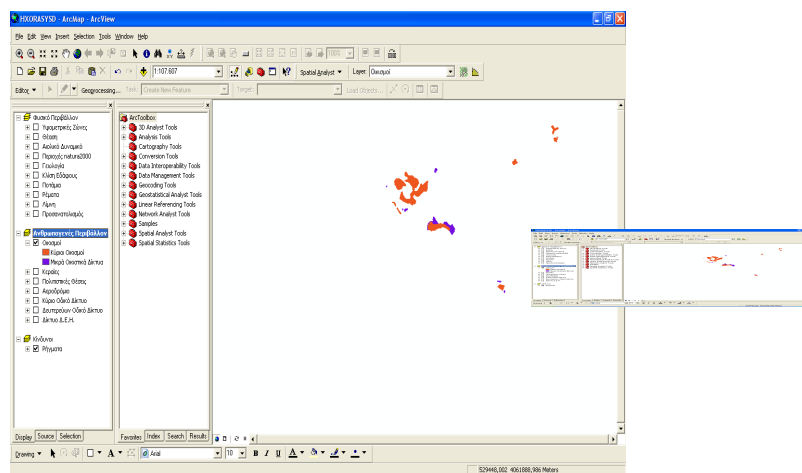 HXORASYSD - ArcMap - ArcView
File Edit View Insert Selection Tools Window Help
100%
1:107.607
Spatial Analyst
Layer: Οικισμοί
Editor
Geoprocessing...
Task: Create New Feature
Target:
Load Objects...
Φυσικό Περιβάλλον
Υψομετρικές Ζώνες
Θέαση
Αιολικό Δυναμικό
Περιοχές natura2000
Γεωλογία
Κλίση Εδάφους
Ποτάμια
Ρέματα
Λίμνη
Προσανατολισμός
Ανθρωπογενές Περιβάλλον
Οικισμοί
Κύριοι Οικισμοί
Μικρά Οικιστικά Δίκτυα
Κεραίες
Πολιτιστικές Θέσεις
Αεροδρόμιο
Κύριο Οδικό Δίκτυο
Δευτερεύων Οδικό Δίκτυο
Δίκτυο Δ.Ε.Η.
Κίνδυνοι
Ρήγματα
Display Source Selection
ArcToolbox
3D Analyst Tools
Analysis Tools
Cartography Tools
Conversion Tools
Data Interoperability Tools
Data Management Tools
Geocoding Tools
Geostatistical Analyst Tools
Linear Referencing Tools
Network Analyst Tools
Samples
Spatial Analyst Tools
Spatial Statistics Tools
Favorites Index Search Results
Drawing
A
Arial
10
B I U A
529448,002 4061888,986 Meters